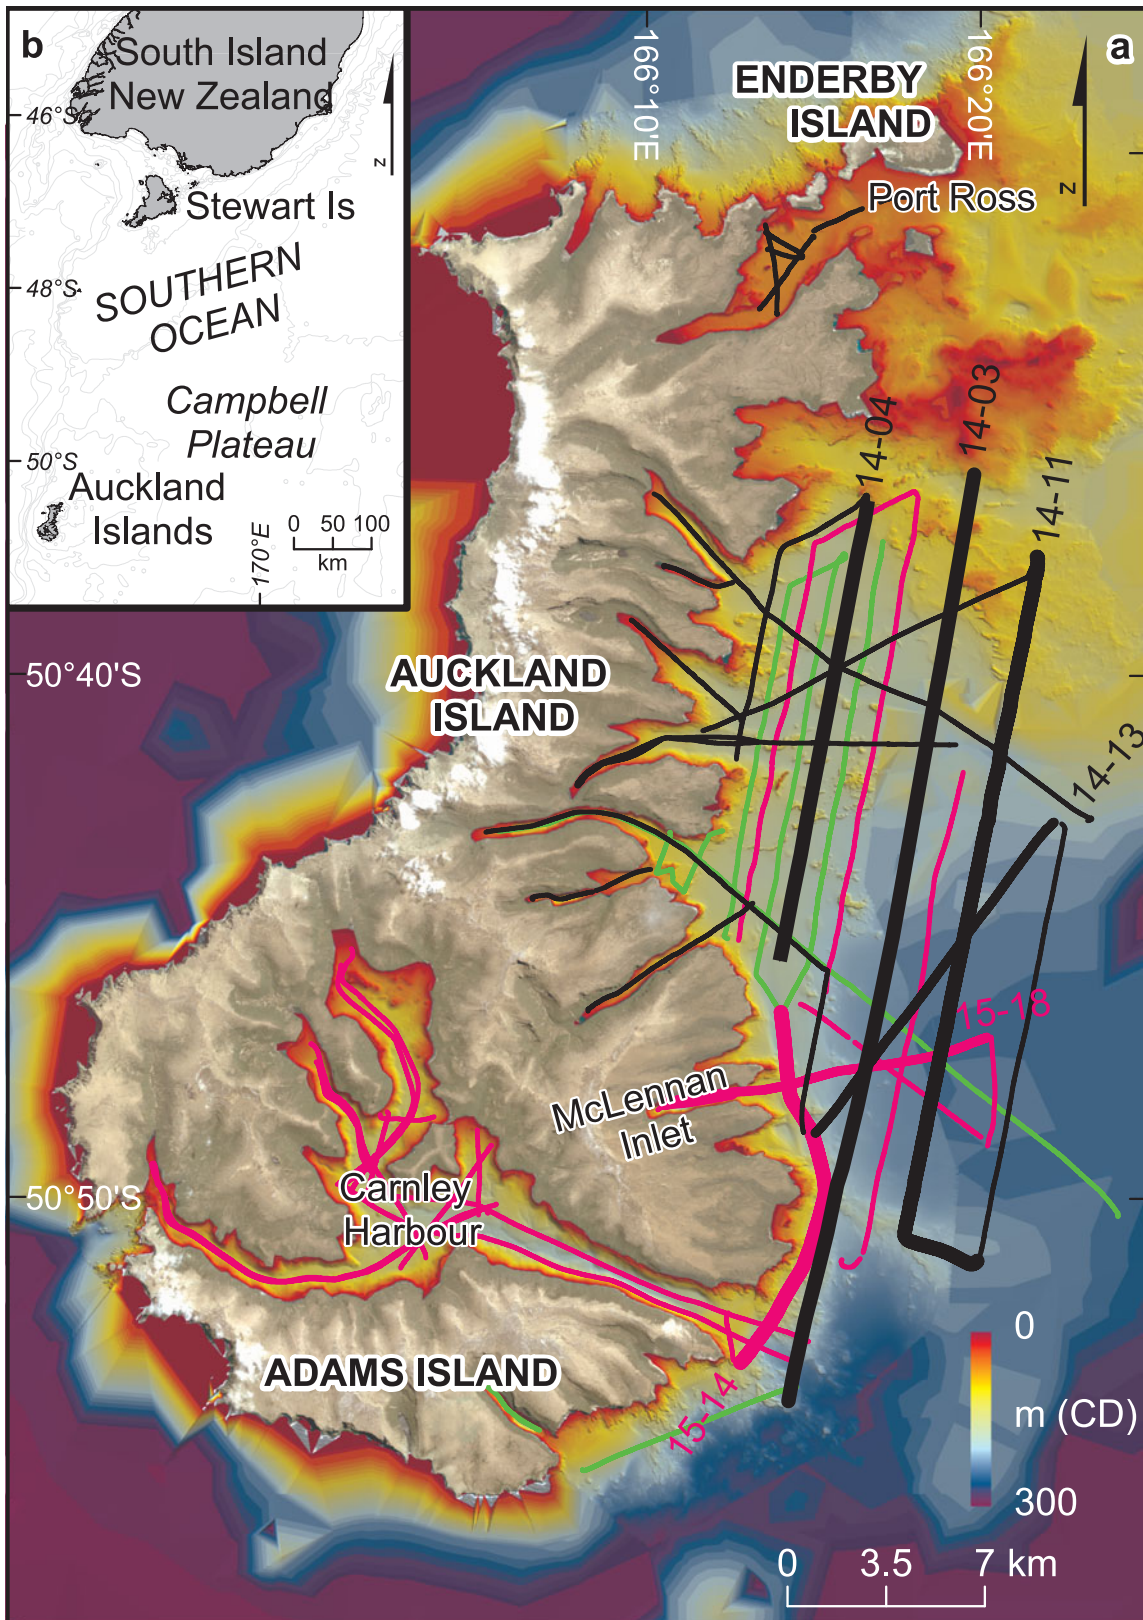 b
South Island
New Zealand
46°S
z
Stewart Is
48°S
SOUTHERN
OCEAN
Campbell
Plateau
50°S
Auckland
Islands
0 50 100
km
170°E
a
166°10'E
166°20'E
z
ENDERBY
ISLAND
Port Ross
14-04
14-03
14-11
50°40'S
AUCKLAND
ISLAND
14-13
15-18
McLennan
Inlet
50°50'S
Carnley
Harbour
ADAMS ISLAND
15-14
0
m (CD)
300
0 3.5 7 km